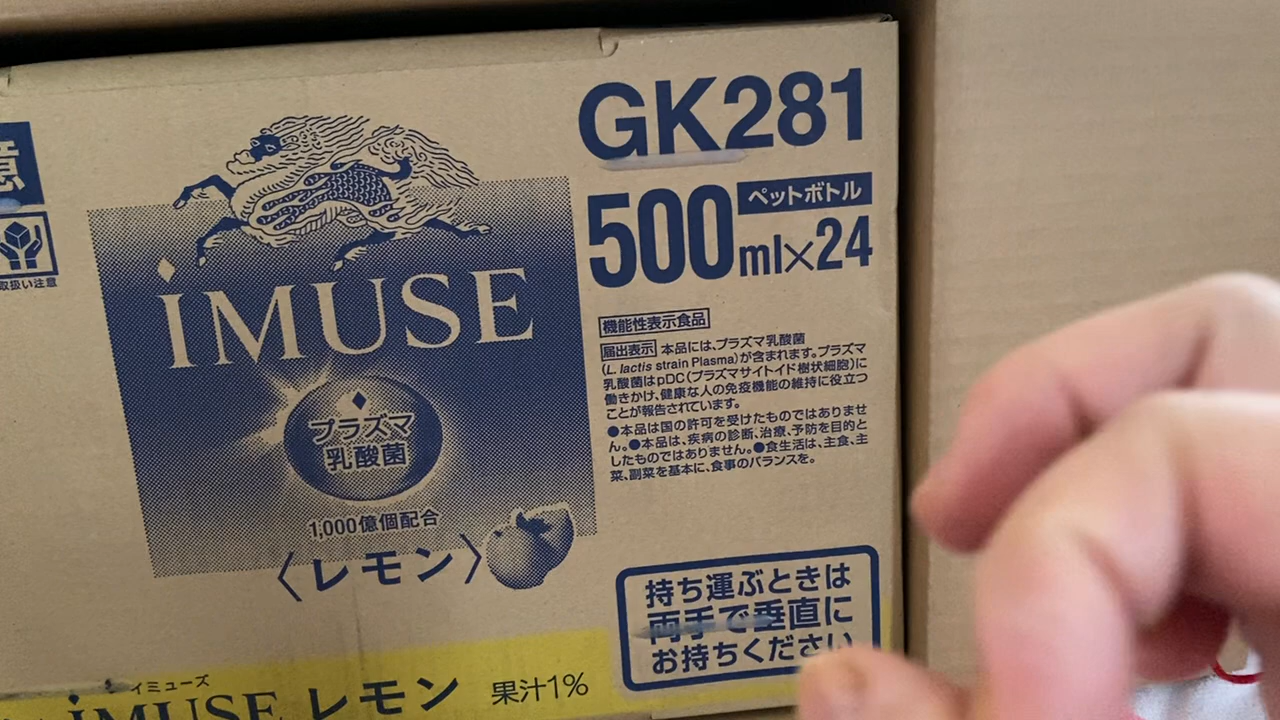 意
取扱い注意
GK281
500ml×24
ペットボトル
iMUSE
プラズマ
乳酸菌
1,000億個配合
〈レモン〉
機能性表示食品
届出表示 本品には、プラズマ乳酸菌
(L. lactis strain Plasma)が含まれます。プラズマ
乳酸菌はpDC(プラズマサイトイド樹状細胞)に
働きかけ、健康な人の免疫機能の維持に役立つ
ことが報告されています。
●本品は国の許可を受けたものではありませ
ん。●本品は、疾病の診断、治療、予防を目的と
したものではありません。●食生活は、主食、主
菜、副菜を基本に、食事のバランスを。
持ち運ぶときは
両手で垂直に
お持ちください
イミューズ
iMUSE レモン 果汁1%